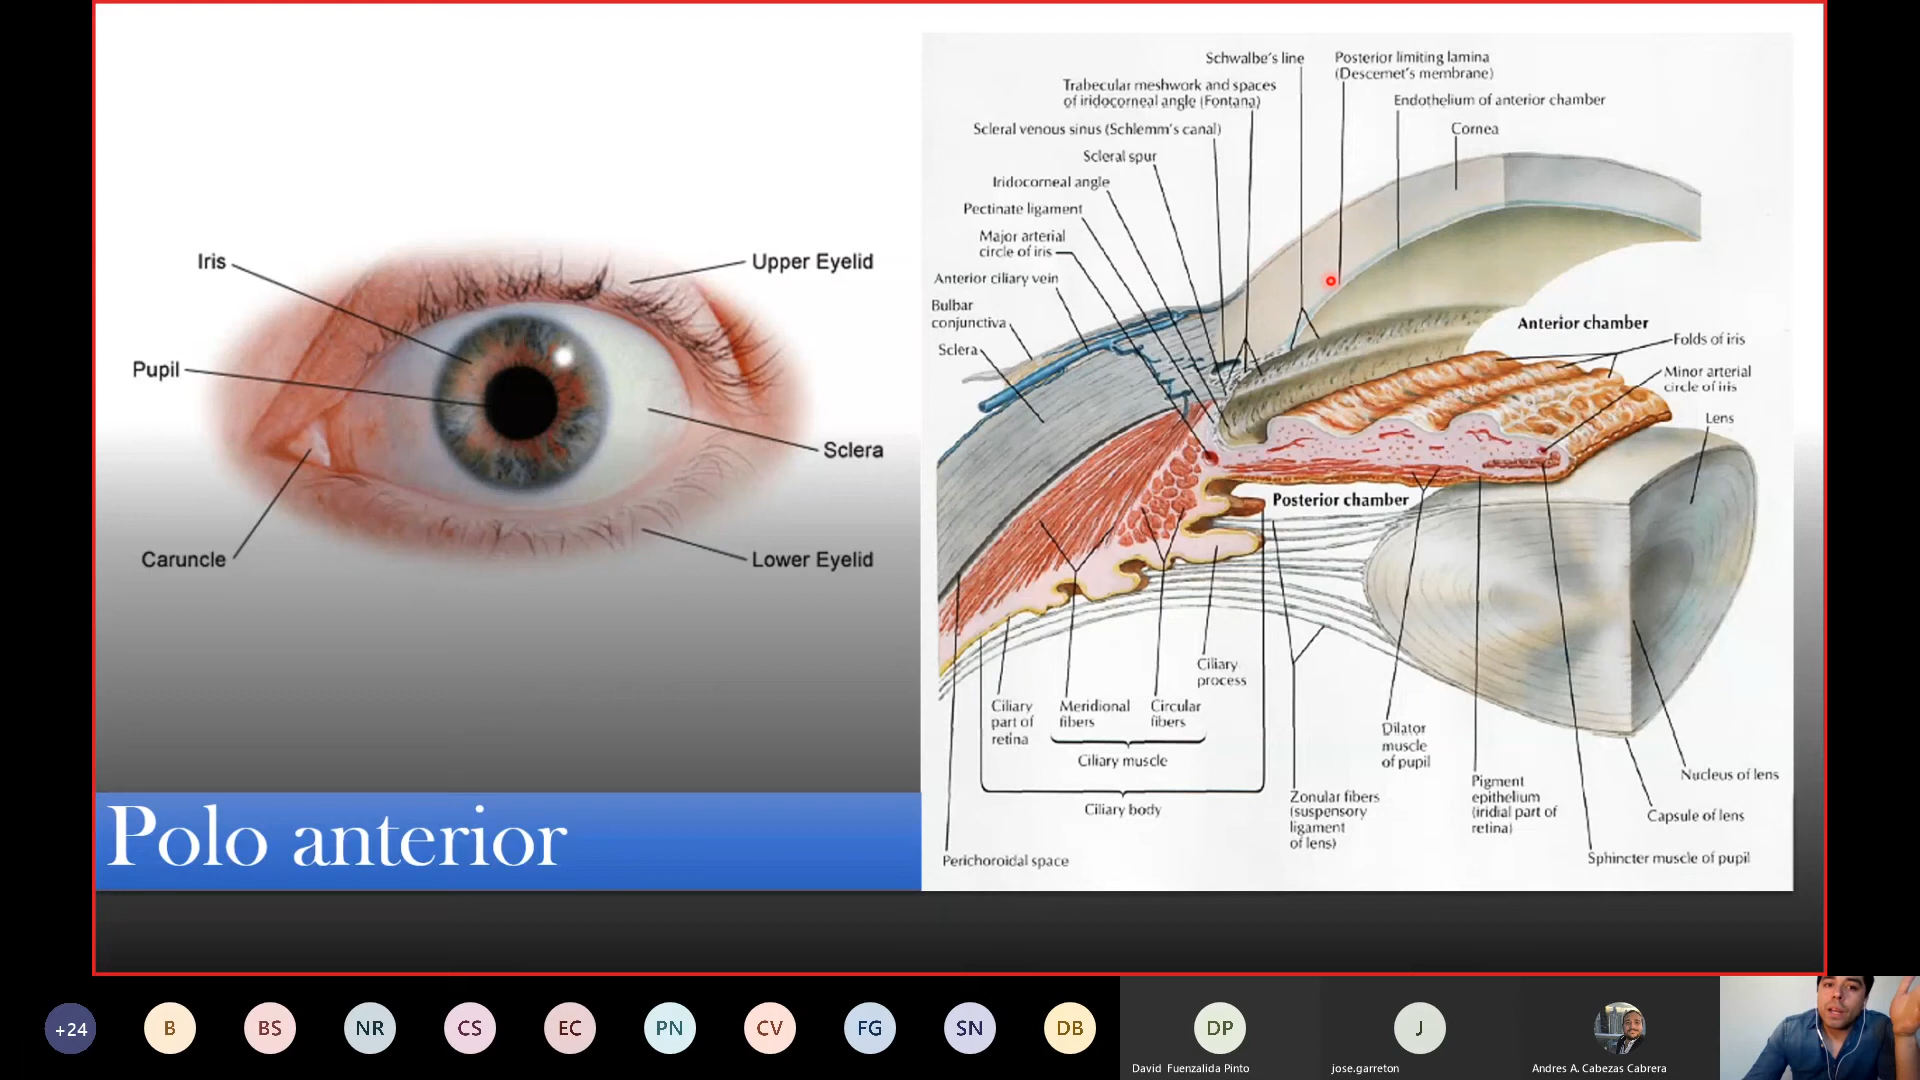 Iris
Upper Eyelid
Pupil
Sclera
Caruncle
Lower Eyelid
Polo anterior
Schwalbe's line
Posterior limiting lamina
(Descemet's membrane)
Trabecular meshwork and spaces
of iridocorneal angle (Fontana)
Endothelium of anterior chamber
Scleral venous sinus (Schlemm's canal)
Cornea
Scleral spur
Iridocorneal angle
Pectinate ligament
Major arterial
circle of iris
Anterior ciliary vein
Bulbar
conjunctiva
Sclera
Anterior chamber
Folds of iris
Minor arterial
circle of iris
Lens
Posterior chamber
Ciliary
process
Ciliary
part of
retina
Meridional
fibers
Circular
fibers
Ciliary muscle
Ciliary body
Perichoroidal space
Zonular fibers
(suspensory
ligament
of lens)
Dilator
muscle
of pupil
Pigment
epithelium
(iridial part of
retina)
Nucleus of lens
Capsule of lens
Sphincter muscle of pupil
+24
B
BS
NR
CS
EC
PN
CV
FG
SN
DB
DP
David Fuenzalida Pinto
J
jose.garreton
Andres A. Cabezas Cabrera